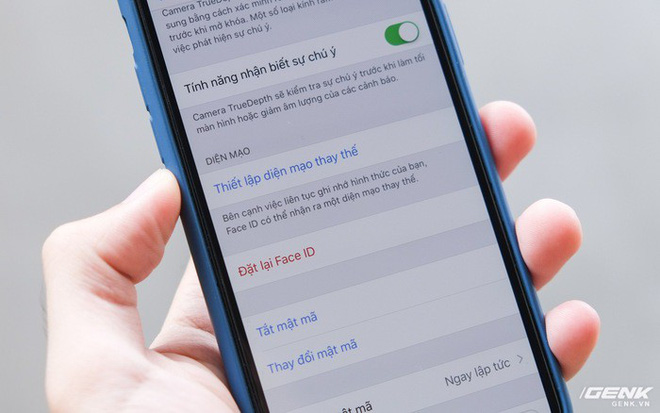 Camera TrueDepth
sung bằng cách xác minh
trước khi mở khóa. Một số loại kính
việc phát hiện sự chú ý.
Tính năng nhận biết sự chú ý
Camera TrueDepth sẽ kiểm tra sự chú ý trước khi làm tối
màn hình hoặc giảm âm lượng của các cảnh báo.
DIỆN MẠO
Thiết lập diện mạo thay thế
Bên cạnh việc liên tục ghi nhớ hình thức của bạn,
Face ID có thể nhận ra một diện mạo thay thế.
Đặt lại Face ID
Tắt mật mã
Thay đổi mật mã
mật mã Ngay lập tức
GENK
GENK.VN